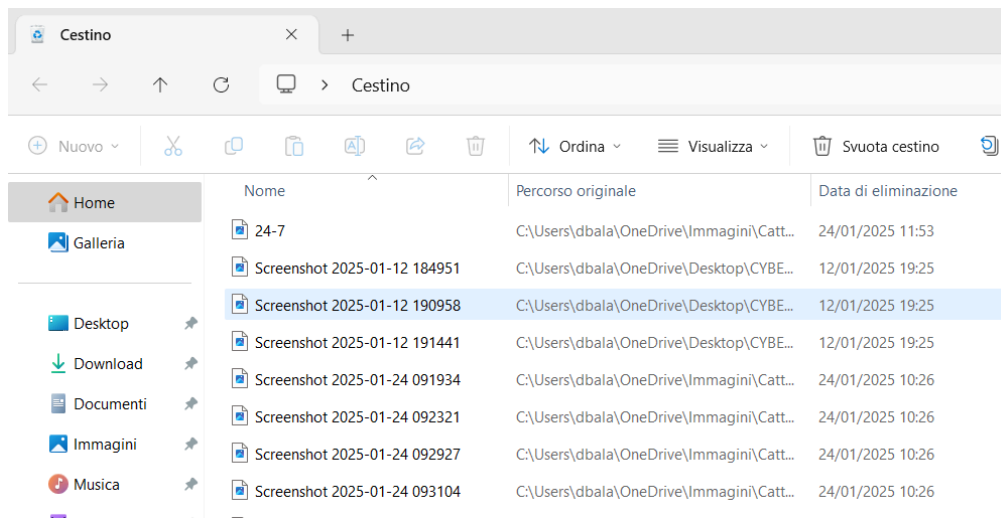 Cestino
Cestino
Nuovo
Ordina
Visualizza
Svuota cestino
Home
Galleria
Desktop
Download
Documenti
Immagini
Musica
Nome Percorso originale Data di eliminazione
24-7 C:\Users\dbala\OneDrive\Immagini\Catt... 24/01/2025 11:53
Screenshot 2025-01-12 184951 C:\Users\dbala\OneDrive\Desktop\CYBE... 12/01/2025 19:25
Screenshot 2025-01-12 190958 C:\Users\dbala\OneDrive\Desktop\CYBE... 12/01/2025 19:25
Screenshot 2025-01-12 191441 C:\Users\dbala\OneDrive\Desktop\CYBE... 12/01/2025 19:25
Screenshot 2025-01-24 091934 C:\Users\dbala\OneDrive\Immagini\Catt... 24/01/2025 10:26
Screenshot 2025-01-24 092321 C:\Users\dbala\OneDrive\Immagini\Catt... 24/01/2025 10:26
Screenshot 2025-01-24 092927 C:\Users\dbala\OneDrive\Immagini\Catt... 24/01/2025 10:26
Screenshot 2025-01-24 093104 C:\Users\dbala\OneDrive\Immagini\Catt... 24/01/2025 10:26